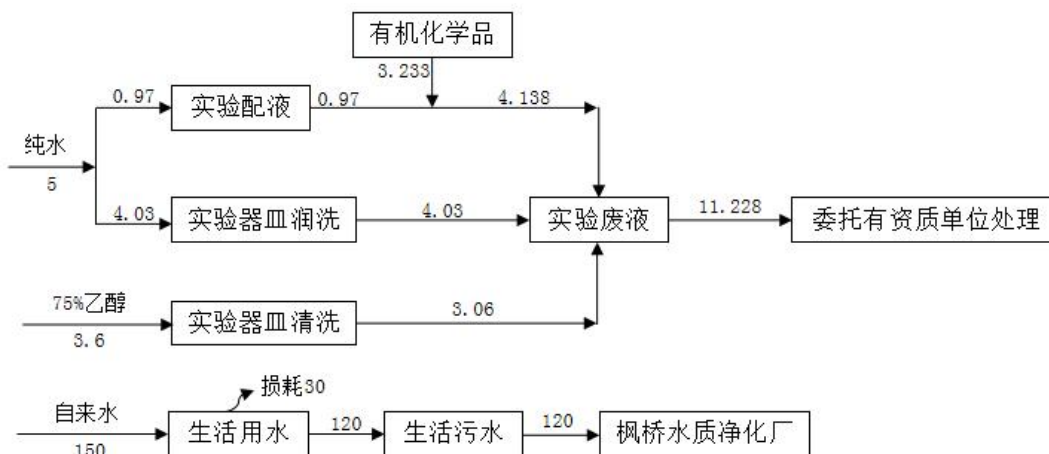 有机化学品
3.233
0.97
实验配液
0.97
4.138
纯水
5
4.03
实验器皿润洗
4.03
实验废液
11.228
委托有资质单位处理
75%乙醇
3.6
实验器皿清洗
3.06
损耗30
自来水
150
生活用水
120
生活污水
120
枫桥水质净化厂